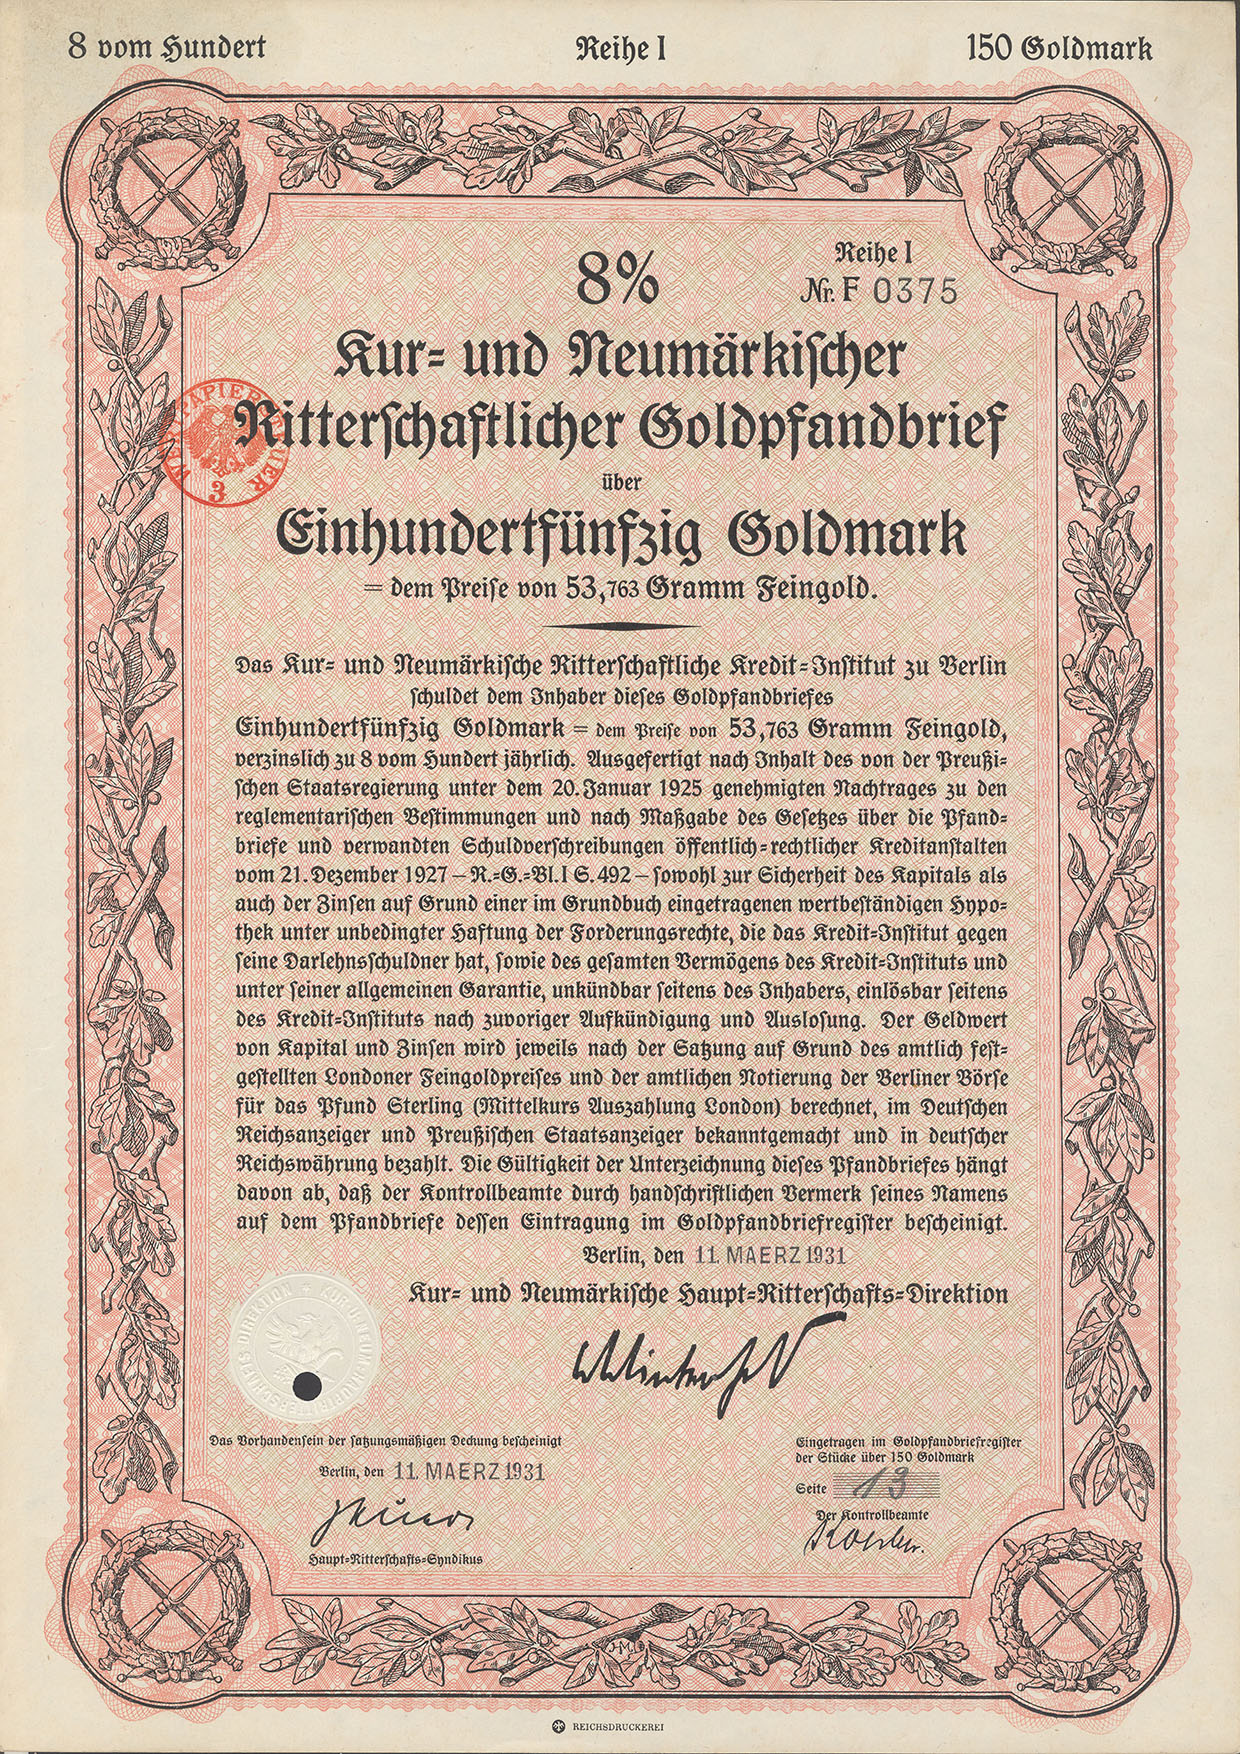 8 vom Hundert Reihe I 150 Goldmark
Reihe I
8% Nr. F 0375
Kur= und Neumärkischer
Ritterschaftlicher Goldpfandbrief
WERTPAPIERSTEUER
3
über
Einhundertfünfzig Goldmark
= dem Preise von 53,763 Gramm Feingold.
Das Kur= und Neumärkische Ritterschaftliche Kredit=Institut zu Berlin
schuldet dem Inhaber dieses Goldpfandbriefes
Einhundertfünfzig Goldmark = dem Preise von 53,763 Gramm Feingold,
verzinslich zu 8 vom Hundert jährlich. Ausgefertigt nach Inhalt des von der Preußi=
schen Staatsregierung unter dem 20. Januar 1925 genehmigten Nachtrages zu den
reglementarischen Bestimmungen und nach Maßgabe des Gesetzes über die Pfand=
briefe und verwandten Schuldverschreibungen öffentlich=rechtlicher Kreditanstalten
vom 21. Dezember 1927 – R.=G.=Bl. I S. 492 – sowohl zur Sicherheit des Kapitals als
auch der Zinsen auf Grund einer im Grundbuch eingetragenen wertbeständigen Hypo=
thek unter unbedingter Haftung der Forderungsrechte, die das Kredit=Institut gegen
seine Darlehnsschuldner hat, sowie des gesamten Vermögens des Kredit=Instituts und
unter seiner allgemeinen Garantie, unkündbar seitens des Inhabers, einlösbar seitens
des Kredit=Instituts nach zuvoriger Aufkündigung und Auslosung. Der Geldwert
von Kapital und Zinsen wird jeweils nach der Satzung auf Grund des amtlich fest=
gestellten Londoner Feingoldpreises und der amtlichen Notierung der Berliner Börse
für das Pfund Sterling (Mittelkurs Auszahlung London) berechnet, im Deutschen
Reichsanzeiger und Preußischen Staatsanzeiger bekanntgemacht und in deutscher
Reichswährung bezahlt. Die Gültigkeit der Unterzeichnung dieses Pfandbriefes hängt
davon ab, daß der Kontrollbeamte durch handschriftlichen Vermerk seines Namens
auf dem Pfandbriefe dessen Eintragung im Goldpfandbriefregister bescheinigt.
Berlin, den 11. MAERZ 1931
Kur= und Neumärkische Haupt=Ritterschafts=Direktion
Das Vorhandensein der satzungsmäßigen Deckung bescheinigt
Berlin, den 11. MAERZ 1931
Haupt=Ritterschafts=Syndikus
Eingetragen im Goldpfandbriefregister
der Stücke über 150 Goldmark
Seite 13
Der Kontrollbeamte
REICHSDRUCKEREI